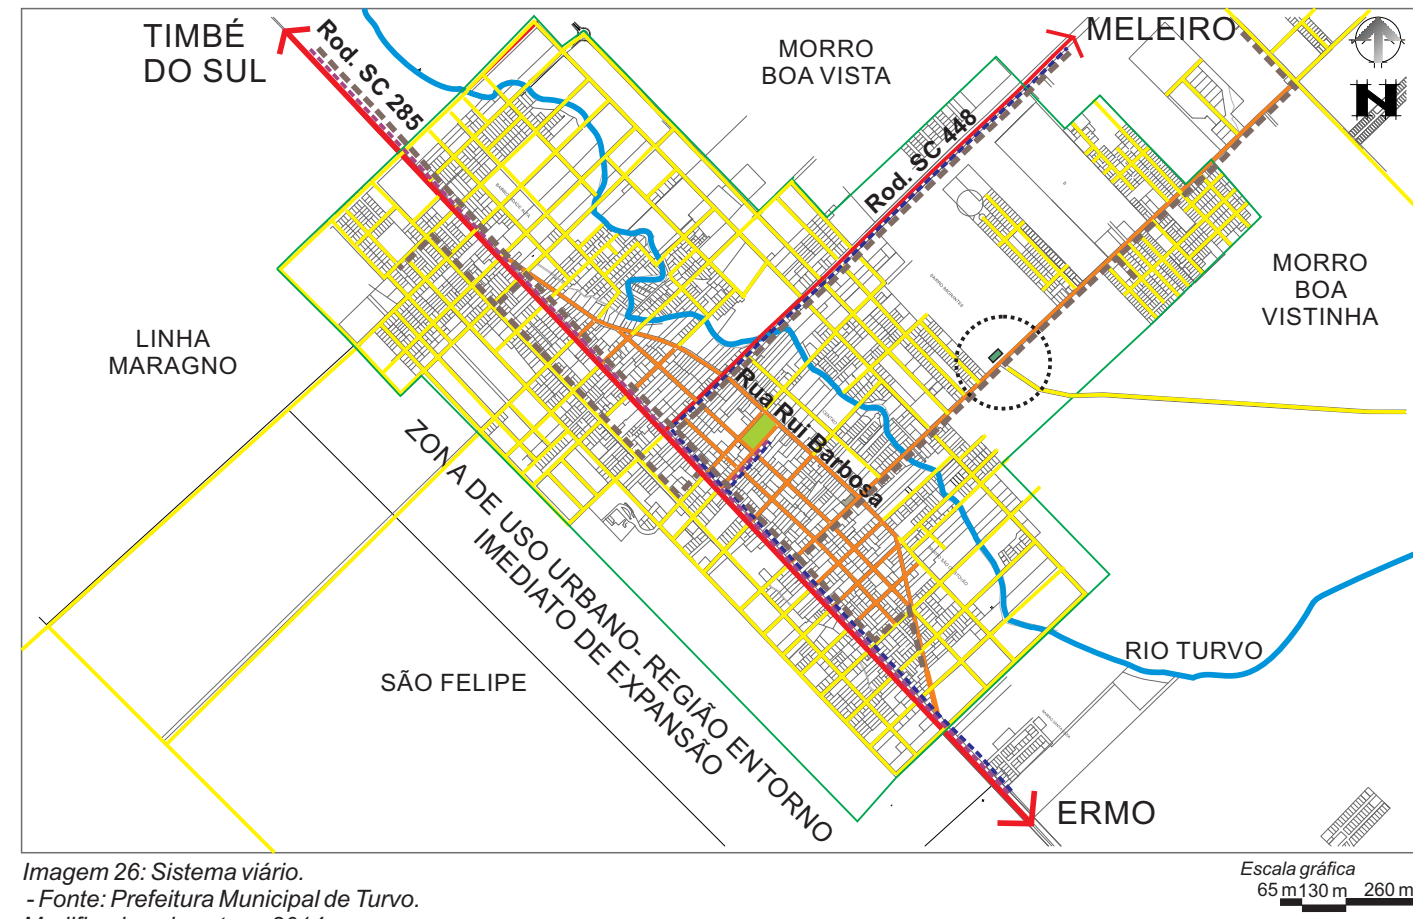 TIMBÉ
DO SUL
Rod. SC 285
MORRO
BOA VISTA
MELEIRO
N
Rod. SC 448
MORRO
BOA
VISTINHA
LINHA
MARAGNO
Rua Rui Barbosa
ZONA DE USO URBANO- REGIÃO ENTORNO
IMEDIATO DE EXPANSÃO
SÃO FELIPE
RIO TURVO
ERMO
Imagem 26: Sistema viário.
- Fonte: Prefeitura Municipal de Turvo.
Escala gráfica
65 m 130 m 260 m